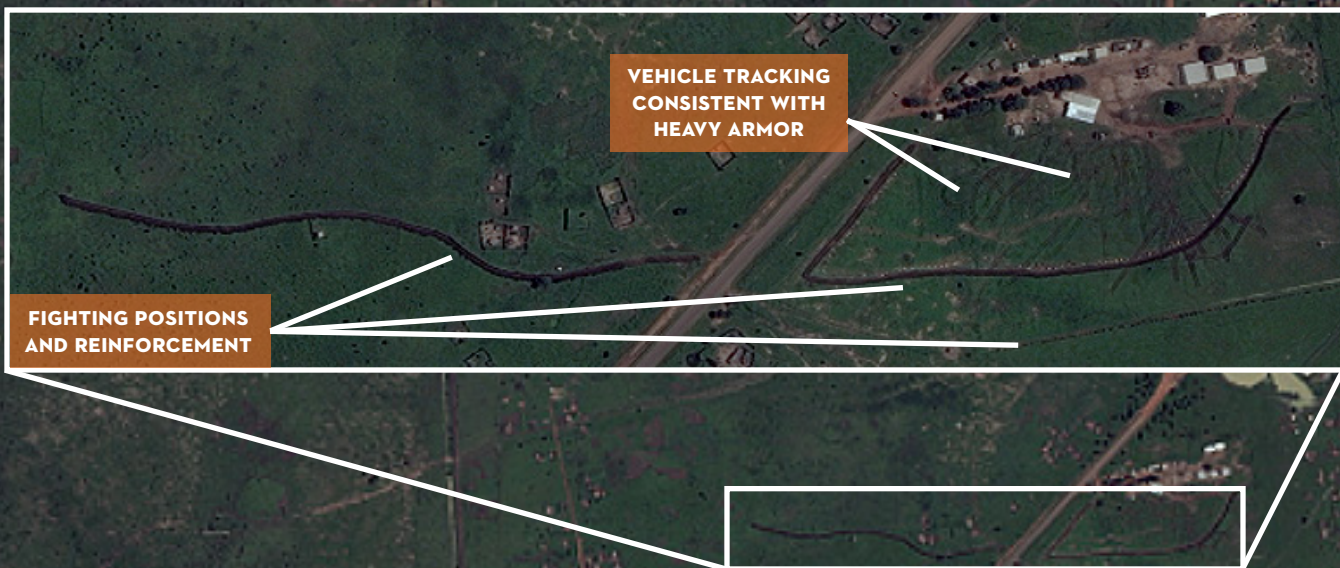 VEHICLE TRACKING
CONSISTENT WITH
HEAVY ARMOR
FIGHTING POSITIONS
AND REINFORCEMENT